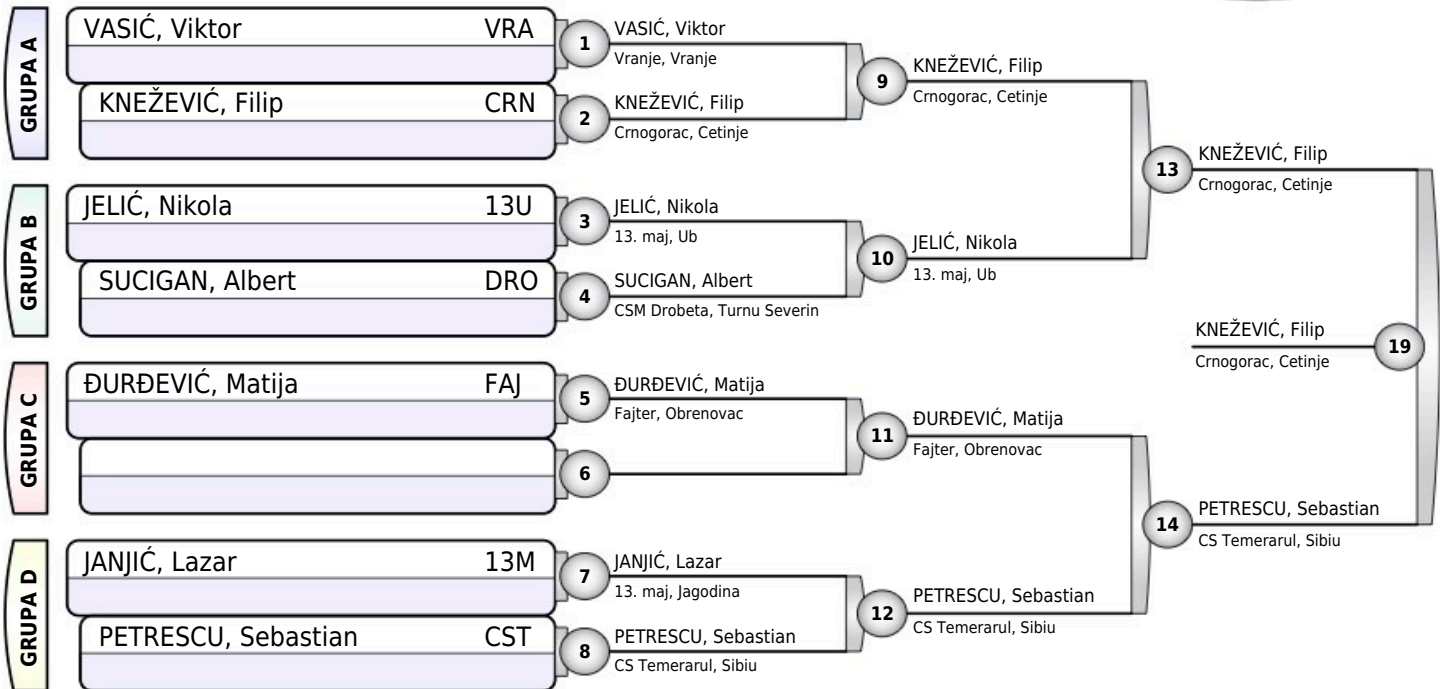 GRUPA A
VASIĆ, Viktor VRA
KNEŽEVIĆ, Filip CRN
1
VASIĆ, Viktor
Vranje, Vranje
2
KNEŽEVIĆ, Filip
Crnogorac, Cetinje
9
KNEŽEVIĆ, Filip
Crnogorac, Cetinje
GRUPA B
JELIĆ, Nikola 13U
SUCIGAN, Albert DRO
3
JELIĆ, Nikola
13. maj, Ub
4
SUCIGAN, Albert
CSM Drobeta, Turnu Severin
10
JELIĆ, Nikola
13. maj, Ub
13
KNEŽEVIĆ, Filip
Crnogorac, Cetinje
GRUPA C
ĐURĐEVIĆ, Matija FAJ
5
ĐURĐEVIĆ, Matija
Fajter, Obrenovac
6
11
ĐURĐEVIĆ, Matija
Fajter, Obrenovac
GRUPA D
JANJIĆ, Lazar 13M
PETRESCU, Sebastian CST
7
JANJIĆ, Lazar
13. maj, Jagodina
8
PETRESCU, Sebastian
CS Temerarul, Sibiu
12
PETRESCU, Sebastian
CS Temerarul, Sibiu
14
PETRESCU, Sebastian
CS Temerarul, Sibiu
KNEŽEVIĆ, Filip
Crnogorac, Cetinje
19